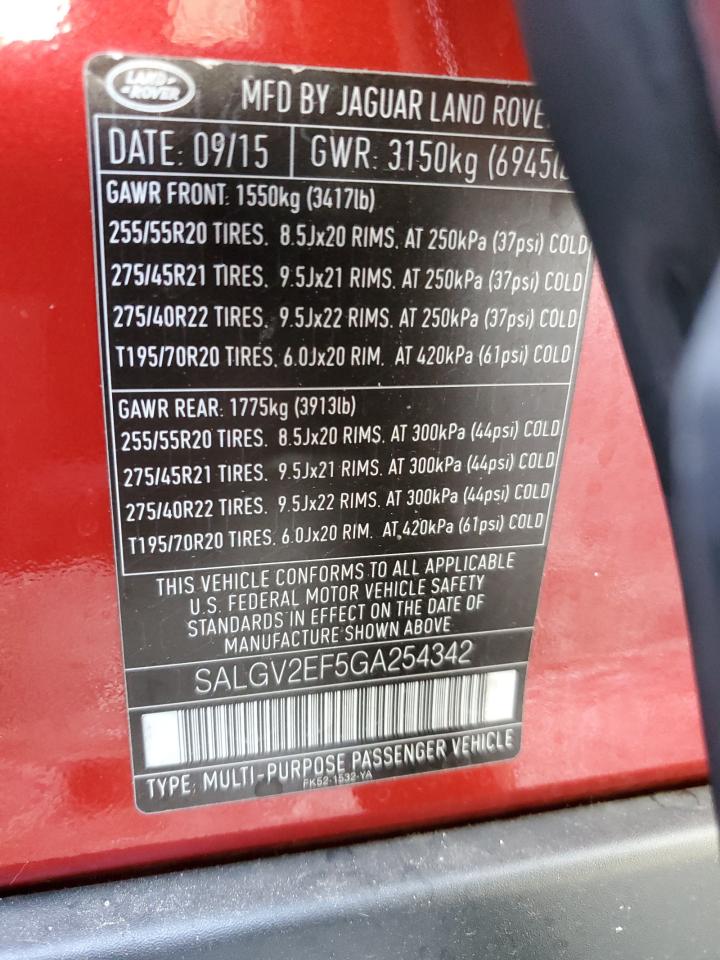 LAND-
-ROVER
MFD BY JAGUAR LAND
DATE: 09/15 GWR: 3150kg
GAWR FRONT: 1550kg (3417lb)
255/55R20 TIRES. 8.5Jx20 RIMS. AT 250kPa (37psi) COLD
275/45R21 TIRES. 9.5Jx21 RIMS. AT 250kPa (37psi) COLD
275/40R22 TIRES. 9.5Jx22 RIMS. AT 250kPa (37psi) COLD
T195/70R20 TIRES. 6.0Jx20 RIM. AT 420kPa (61psi) COLD
GAWR REAR: 1775kg (3913lb)
255/55R20 TIRES. 8.5Jx20 RIMS. AT 300kPa (44psi) COLD
275/45R21 TIRES. 9.5Jx21 RIMS. AT 300kPa (44psi) COLD
275/40R22 TIRES. 9.5Jx22 RIMS. AT 300kPa (44psi) COLD
T195/70R20 TIRES. 6.0Jx20 RIM. AT 420kPa (61psi) COLD
THIS VEHICLE CONFORMS TO ALL APPLICABLE
U.S. FEDERAL MOTOR VEHICLE SAFETY
STANDARDS IN EFFECT ON THE DATE OF
MANUFACTURE SHOWN ABOVE
SALGV2EF5GA254342
TYPE: MULTI-PURPOSE PASSENGER VEHICLE
FK52-1532-YA